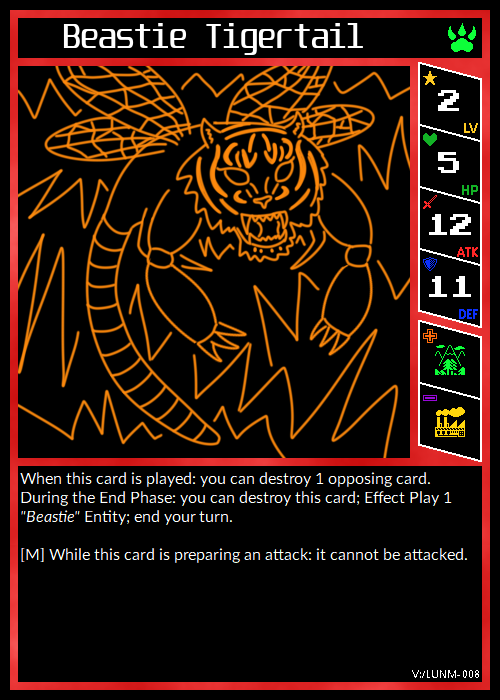 Beastie Tigertail
2
LV
5
HP
12
ATK
11
DEF
When this card is played: you can destroy 1 opposing card.
During the End Phase: you can destroy this card; Effect Play 1
"Beastie" Entity; end your turn.
[M] While this card is preparing an attack: it cannot be attacked.
V:/LUNM-008